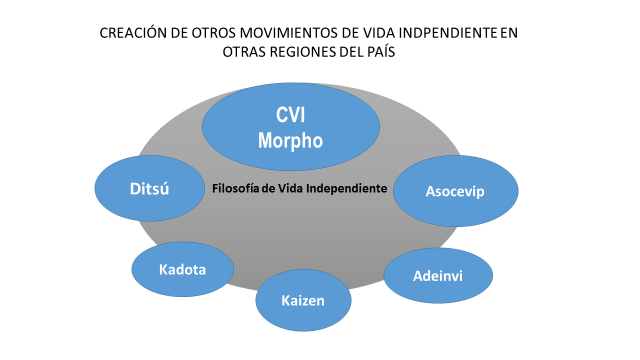 CREACIÓN DE OTROS MOVIMIENTOS DE VIDA INDPENDIENTE EN
OTRAS REGIONES DEL PAÍS
CVI
Morpho
Ditsú
Filosofía de Vida Independiente
Asocevip
Kadota
Adeinvi
Kaizen